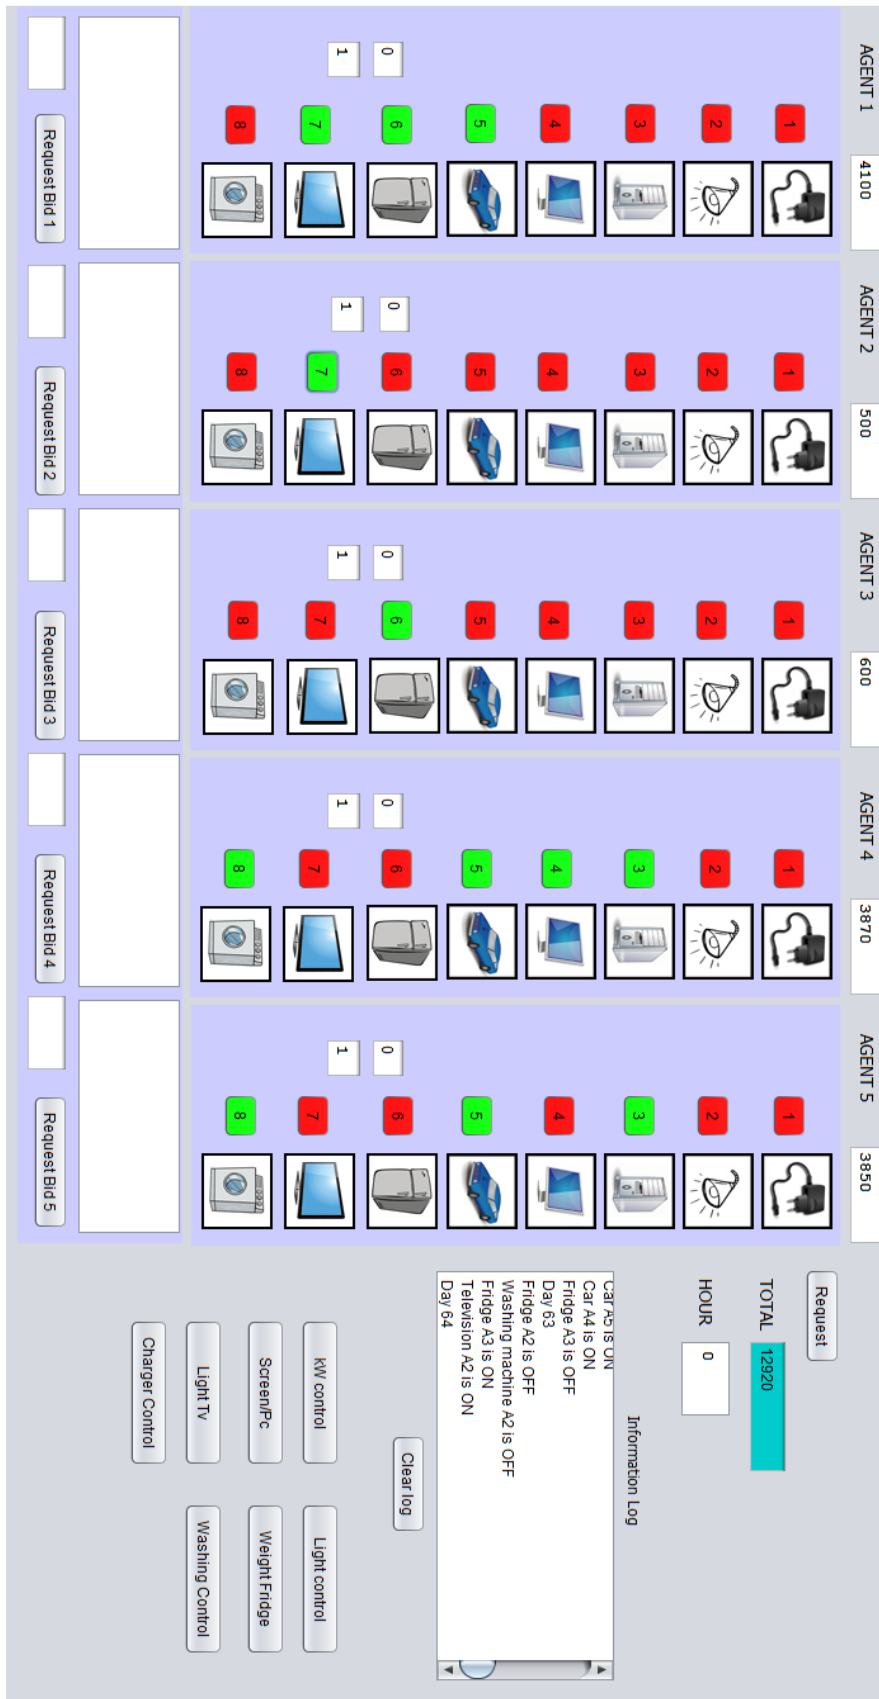 AGENT 1
4100
1
2
3
4
5
6
7
8
0
1
Request Bid 1
AGENT 2
500
1
2
3
4
5
6
7
8
0
1
Request Bid 2
AGENT 3
600
1
2
3
4
5
6
7
8
0
1
Request Bid 3
AGENT 4
3870
1
2
3
4
5
6
7
8
0
1
Request Bid 4
AGENT 5
3850
1
2
3
4
5
6
7
8
0
1
Request Bid 5
Request
TOTAL 12920
HOUR 0
Information Log
Car A5 is ON
Car A4 is ON
Fridge A3 is OFF
Day 63
Fridge A2 is OFF
Washing machine A2 is OFF
Fridge A3 is ON
Television A2 is ON
Day 64
Clear log
kW control
Light control
Screen/Pc
Weight Fridge
Light Tv
Washing Control
Charger Control